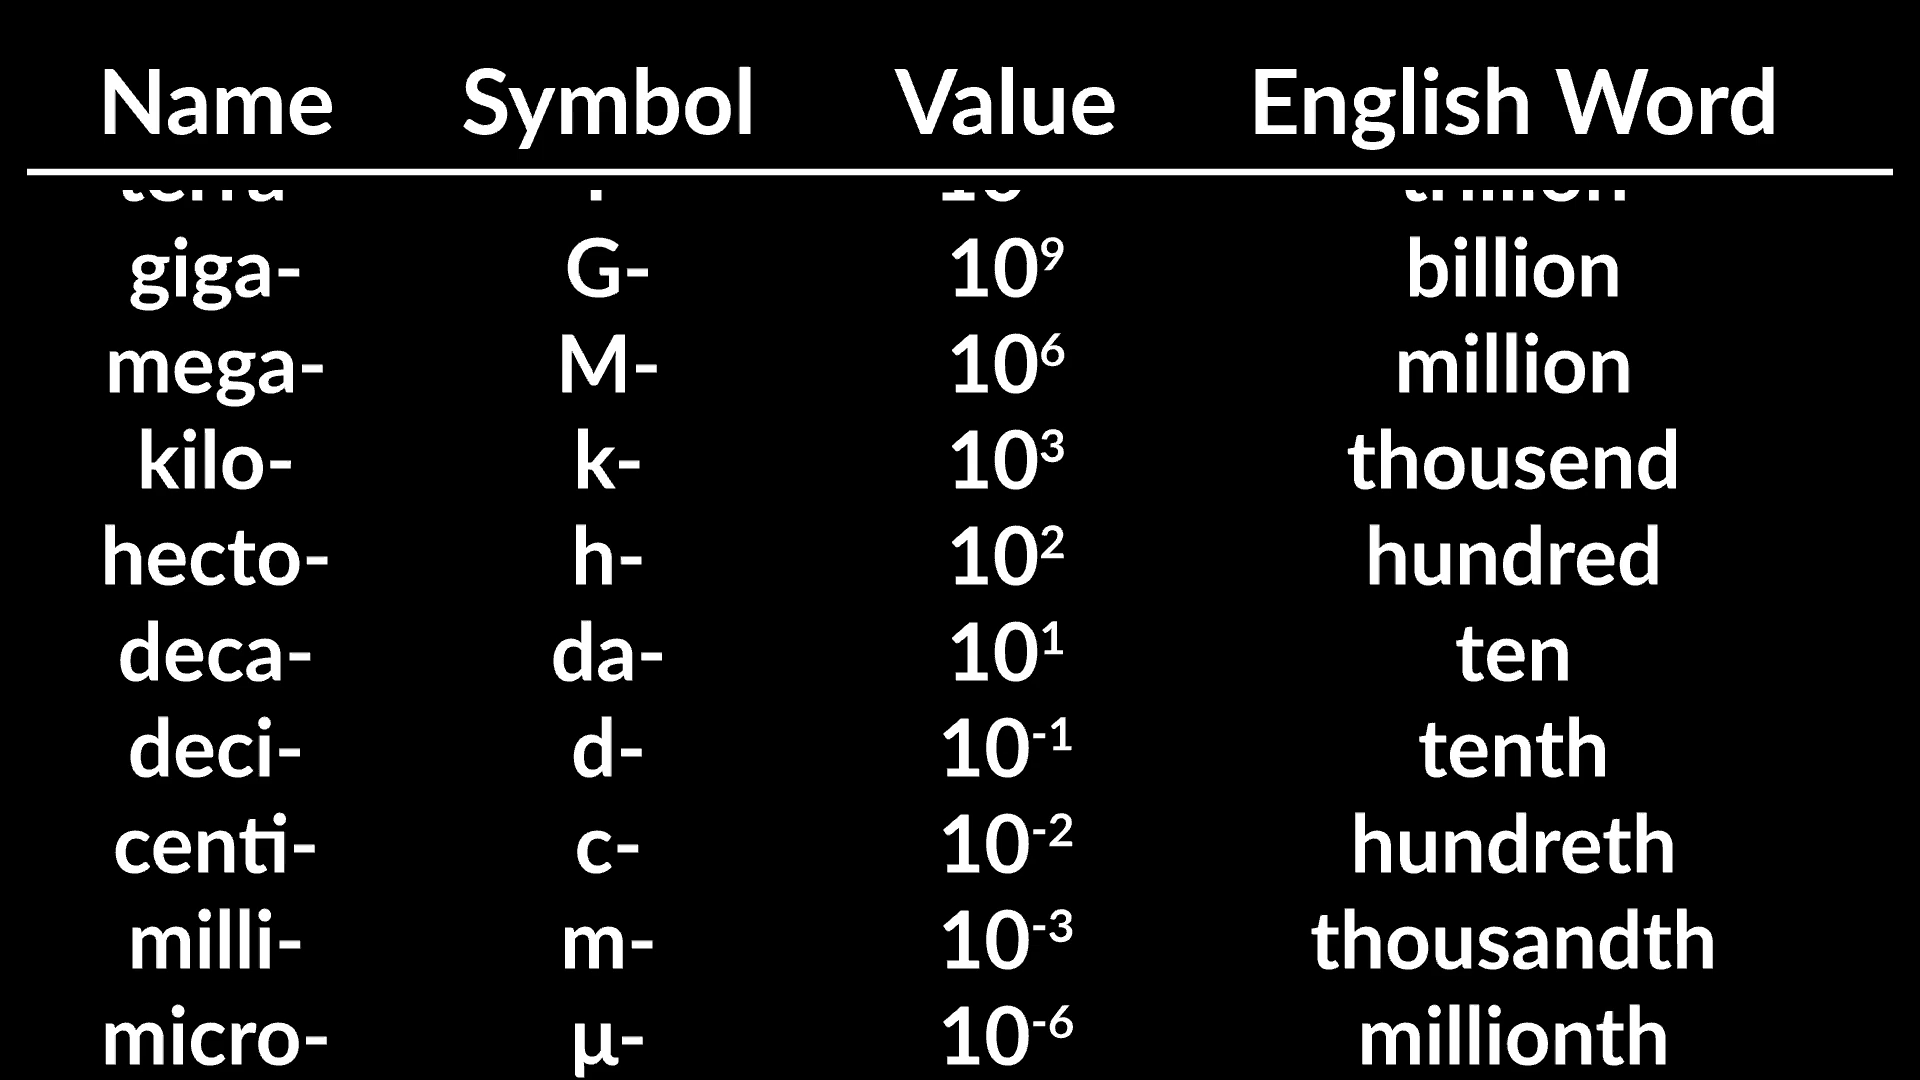 Name Symbol Value English Word
giga- G- 10⁹ billion
mega- M- 10⁶ million
kilo- k- 10³ thousend
hecto- h- 10² hundred
deca- da- 10¹ ten
deci- d- 10⁻¹ tenth
centi- c- 10⁻² hundreth
milli- m- 10⁻³ thousandth
micro- µ- 10⁻⁶ millionth